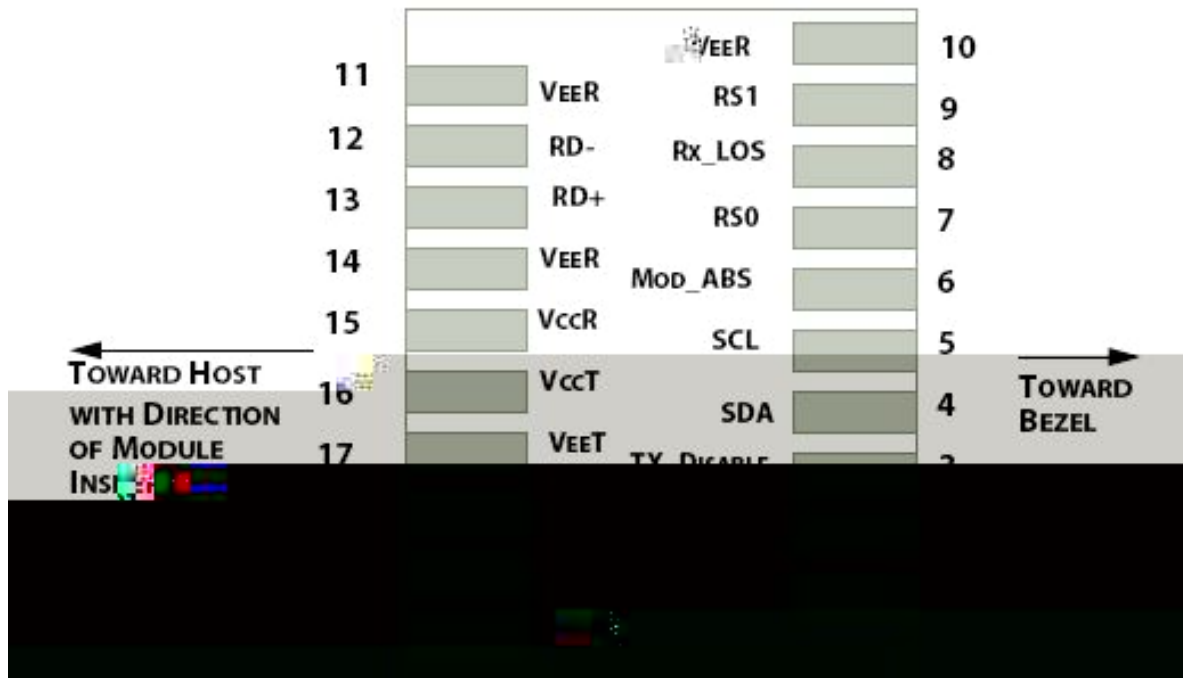 VEER 10
11 VEER
RS1 9
12 RD-
Rx_LOS 8
13 RD+
RS0 7
14 VEER
MOD_ABS 6
15 VCCR
SCL 5
TOWARD HOST
WITH DIRECTION
OF MODULE
16 VCCT
SDA 4
TOWARD
BEZEL
17 VEET
TX_DISABLE